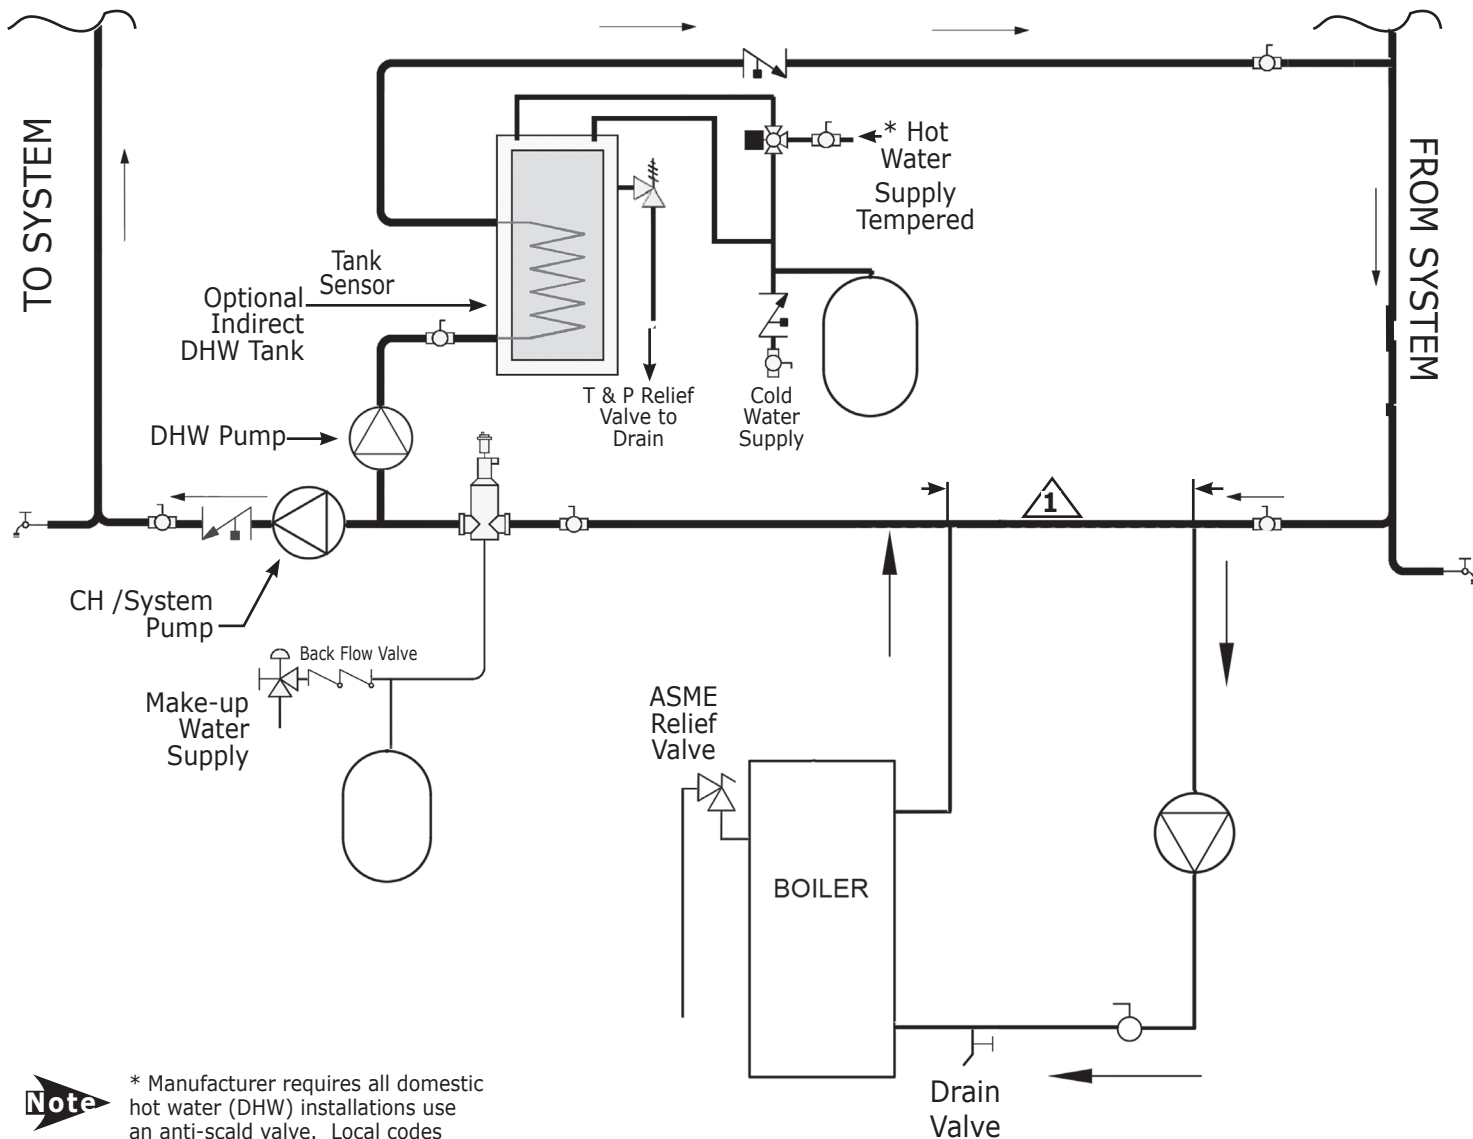 TO SYSTEM
* Hot
Water
Supply
Tempered
FROM SYSTEM
Tank
Sensor
Optional
Indirect
DHW Tank
T & P Relief
Valve to
Drain
Cold
Water
Supply
DHW Pump
1
CH /System
Pump
Back Flow Valve
Make-up
Water
Supply
ASME
Relief
Valve
BOILER
Drain
Valve
Note
* Manufacturer requires all domestic
hot water (DHW) installations use
an anti-scald valve. Local codes